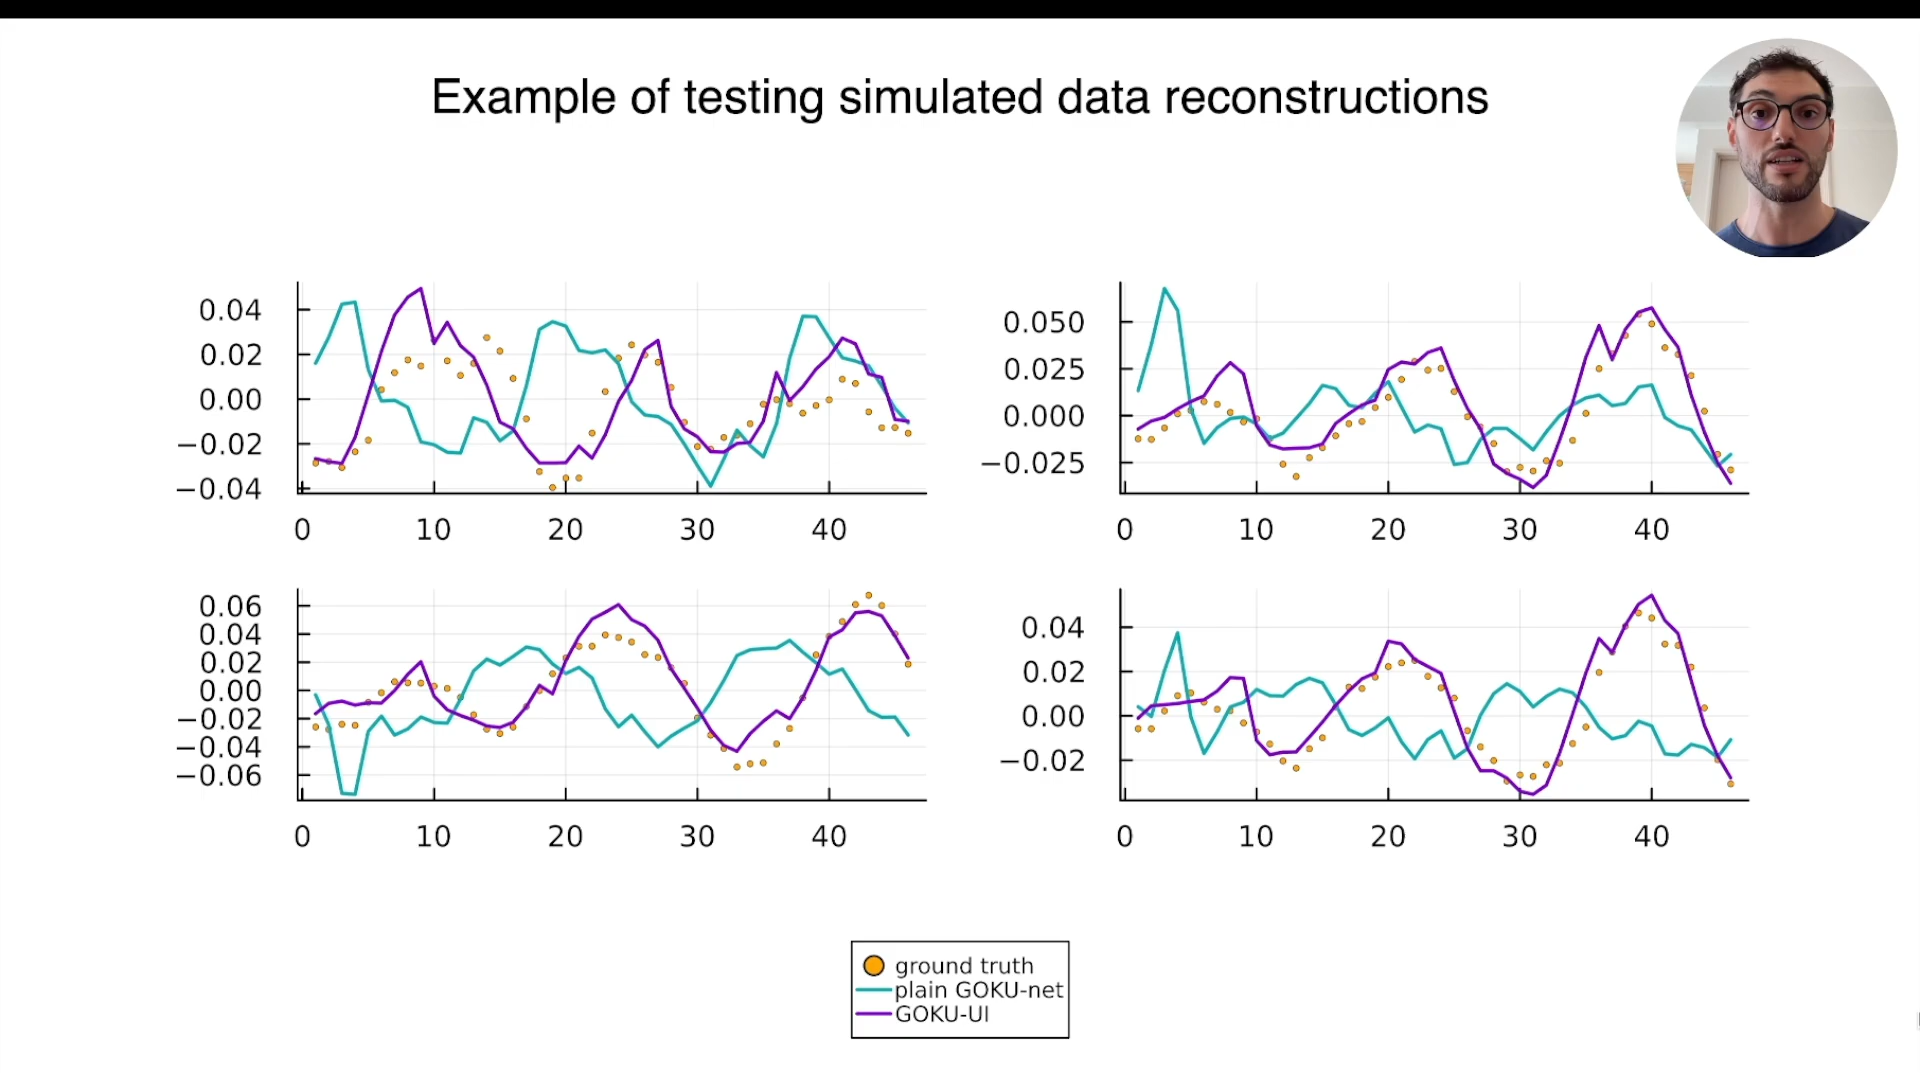 Example of testing simulated data reconstructions
0.04
0.02
0.00
−0.02
−0.04
0 10 20 30 40
0.050
0.025
0.000
−0.025
0 10 20 30 40
0.06
0.04
0.02
0.00
−0.02
−0.04
−0.06
0 10 20 30 40
0.04
0.02
0.00
−0.02
0 10 20 30 40
ground truth
plain GOKU-net
GOKU-UI